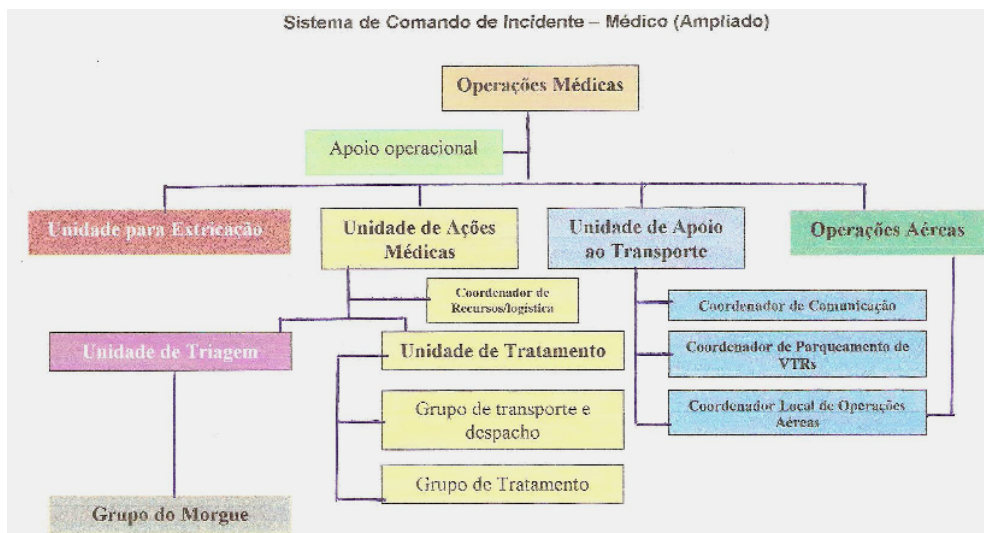 Sistema de Comando de Incidente – Médico (Ampliado)
Operações Médicas
Apoio operacional
Unidade para Extricação
Unidade de Ações
Médicas
Unidade de Apoio
ao Transporte
Operações Aéreas
Coordenador de
Recursos/logística
Coordenador de Comunicação
Unidade de Triagem
Unidade de Tratamento
Coordenador de Parqueamento de
VTRs
Grupo de transporte e
despacho
Coordenador Local de Operações
Aéreas
Grupo de Tratamento
Grupo do Morgue